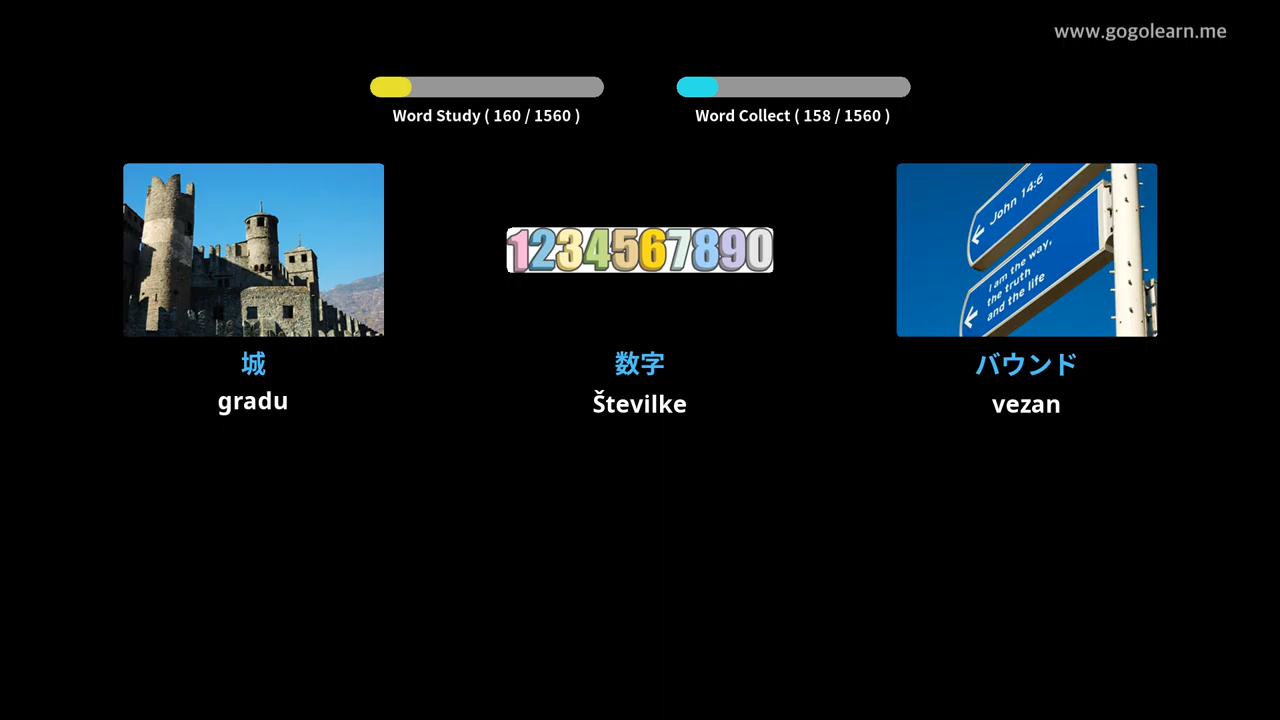 www.gogolearn.me
Word Study ( 160 / 1560 )
Word Collect ( 158 / 1560 )
1234567890
John 14:6
I am the way,
the truth
and the life
城
数字
バウンド
gradu
Številke
vezan